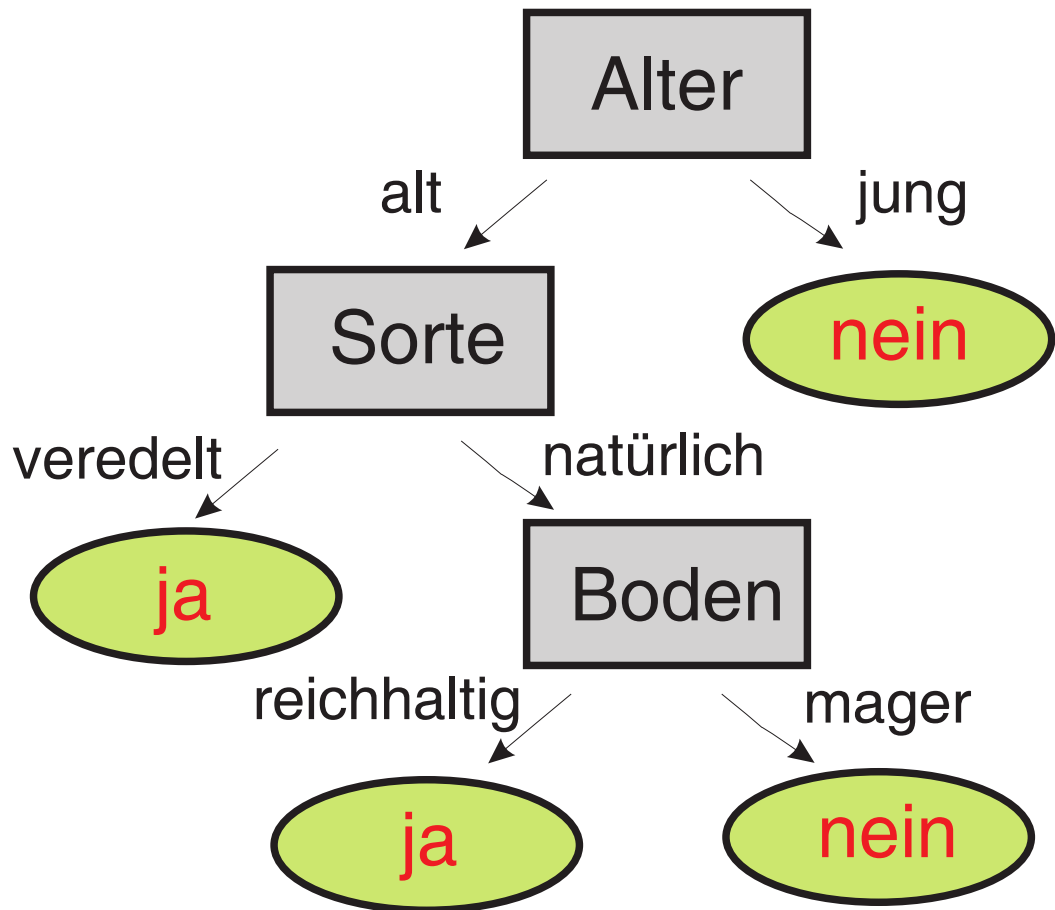 Alter
alt
jung
Sorte
nein
veredelt
natürlich
ja
Boden
reichhaltig
mager
ja
nein